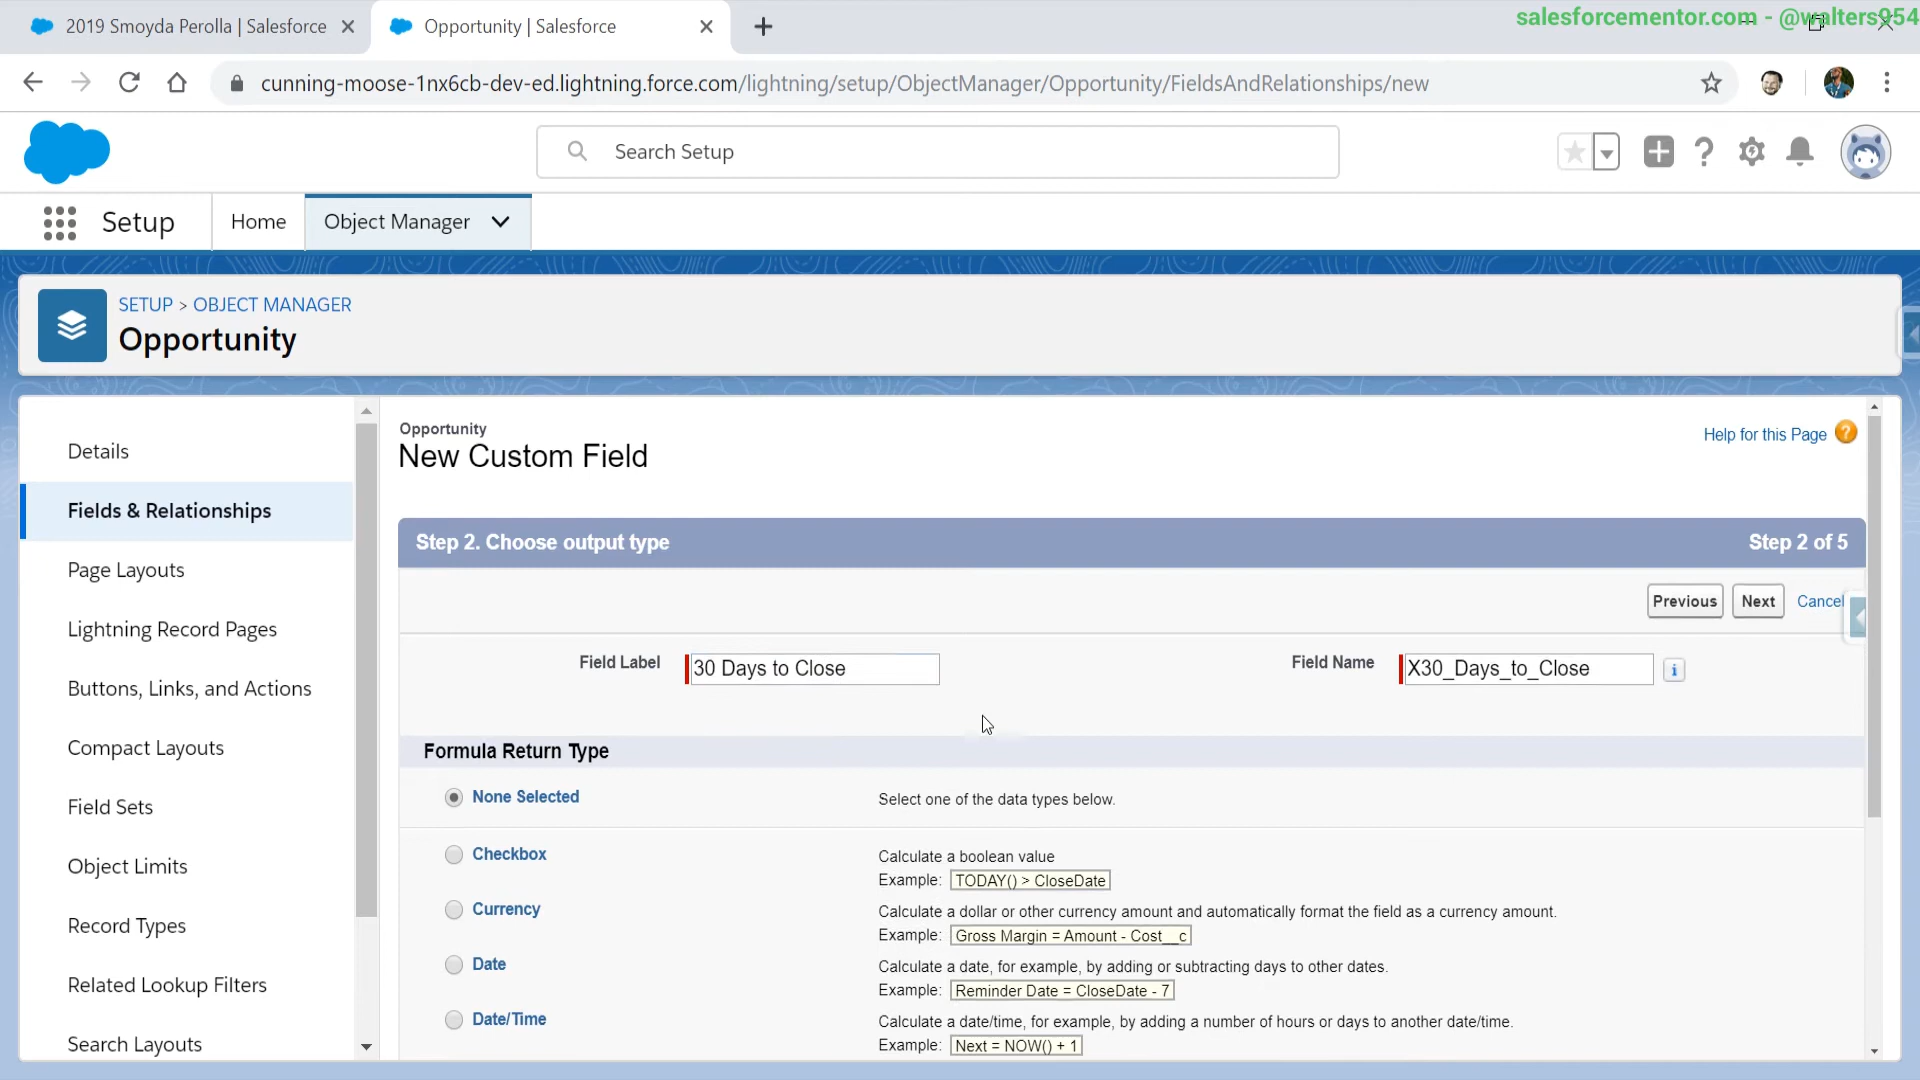 2019 Smoyda Perolla | Salesforce
Opportunity | Salesforce
salesforcementor.com - @walters954
cunning-moose-1nx6cb-dev-ed.lightning.force.com/lightning/setup/ObjectManager/Opportunity/FieldsAndRelationships/new
Search Setup
Setup
Home
Object Manager
SETUP > OBJECT MANAGER
Opportunity
Details
Fields & Relationships
Page Layouts
Lightning Record Pages
Buttons, Links, and Actions
Compact Layouts
Field Sets
Object Limits
Record Types
Related Lookup Filters
Search Layouts
Opportunity
New Custom Field
Help for this Page
Step 2. Choose output type
Step 2 of 5
Previous
Next
Cancel
Field Label
30 Days to Close
Field Name
X30_Days_to_Close
Formula Return Type
None Selected
Select one of the data types below.
Checkbox
Calculate a boolean value
Example: TODAY() > CloseDate
Currency
Calculate a dollar or other currency amount and automatically format the field as a currency amount.
Example: Gross Margin = Amount - Cost__c
Date
Calculate a date, for example, by adding or subtracting days to other dates.
Example: Reminder Date = CloseDate - 7
Date/Time
Calculate a date/time, for example, by adding a number of hours or days to another date/time.
Example: Next = NOW() + 1